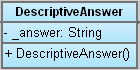 DescriptiveAnswer
- _answer: String
+ DescriptiveAnswer()